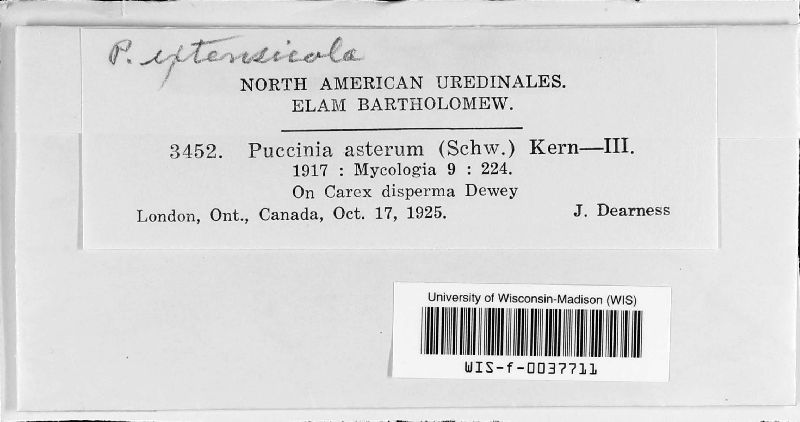 P. extensicola
NORTH AMERICAN UREDINALES.
ELAM BARTHOLOMEW.
3452. Puccinia asterum (Schw.) Kern—III.
1917 : Mycologia 9 : 224.
On Carex disperma Dewey
London, Ont., Canada, Oct. 17, 1925. J. Dearness
University of Wisconsin-Madison (WIS)
WIS-f-0037711